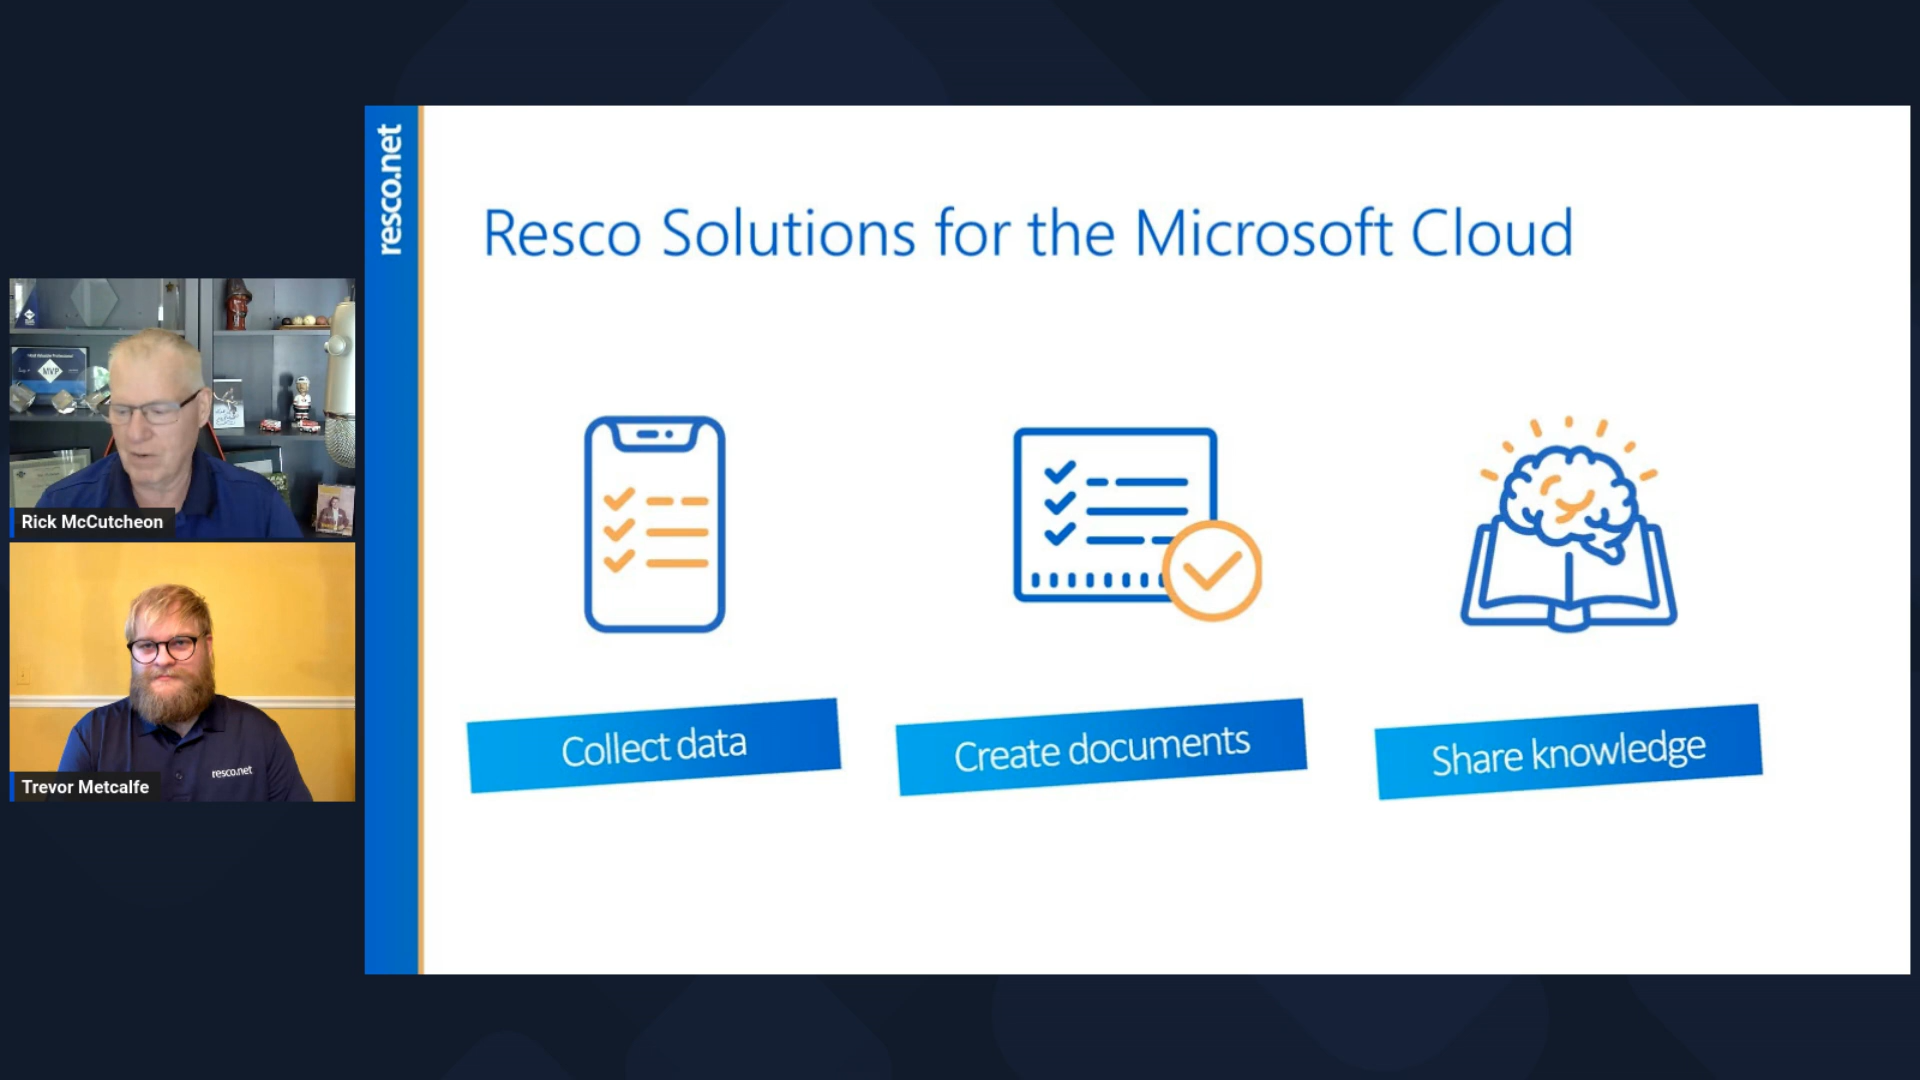 resco.net
Resco Solutions for the Microsoft Cloud
Collect data
Create documents
Share knowledge
MVP
Rick McCutcheon
resco.net
Trevor Metcalfe